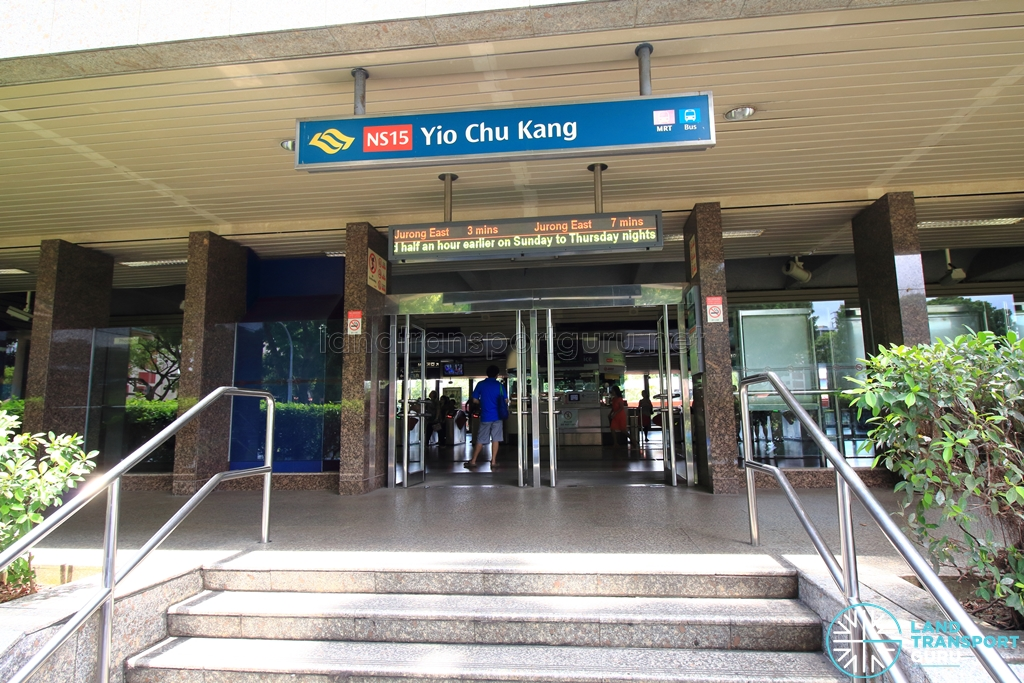 NS15 Yio Chu Kang
MRT Bus
Jurong East 3 mins Jurong East 7 mins
half an hour earlier on Sunday to Thursday nights
landtransportguru.net
LAND
TRANSPORT
GURU